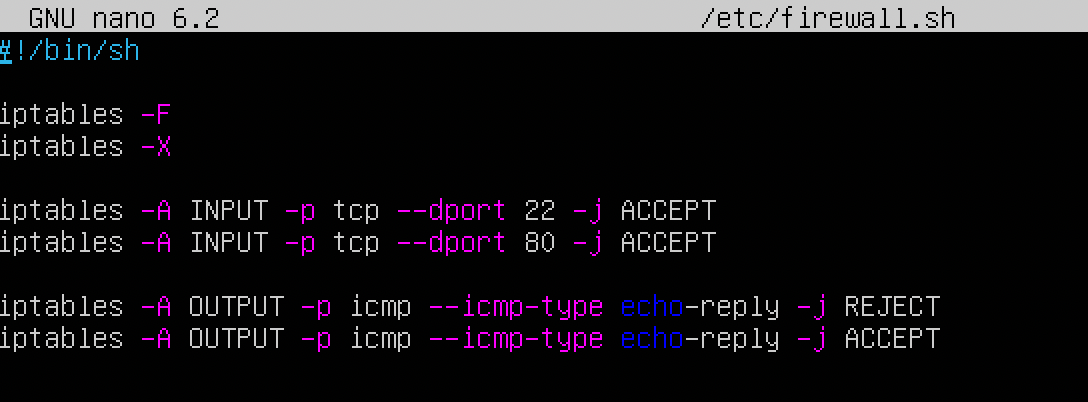 GNU nano 6.2 /etc/firewall.sh
#!/bin/sh
iptables -F
iptables -X
iptables -A INPUT -p tcp --dport 22 -j ACCEPT
iptables -A INPUT -p tcp --dport 80 -j ACCEPT
iptables -A OUTPUT -p icmp --icmp-type echo-reply -j REJECT
iptables -A OUTPUT -p icmp --icmp-type echo-reply -j ACCEPT